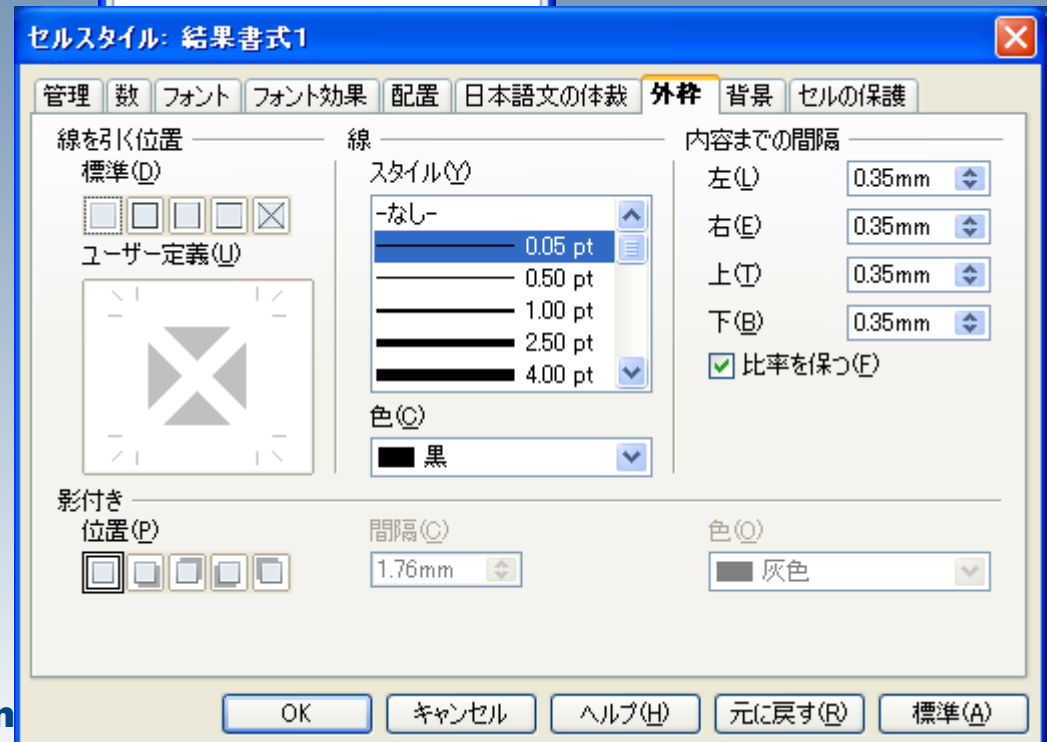 セルスタイル: 結果書式1
管理 数 フォント フォント効果 配置 日本語文の体裁 外枠 背景 セルの保護
線を引く位置
標準(D)
ユーザー定義(U)
線
スタイル(Y)
-なし-
0.05 pt
0.50 pt
1.00 pt
2.50 pt
4.00 pt
色(C)
黒
内容までの間隔
左(L) 0.35mm
右(E) 0.35mm
上(T) 0.35mm
下(B) 0.35mm
比率を保つ(F)
影付き
位置(P)
間隔(C)
1.76mm
色(O)
灰色
OK キャンセル ヘルプ(H) 元に戻す(R) 標準(A)